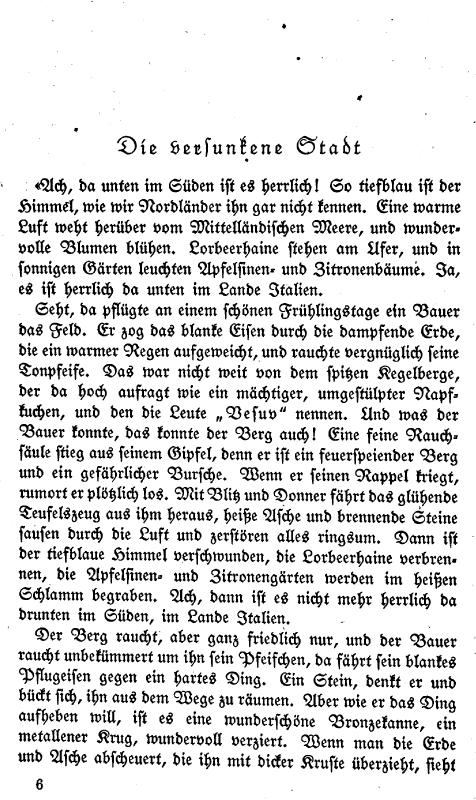 Die versunkene Stadt
Ach, da unten im Süden ist es herrlich! So tiefblau ist der
Himmel, wie wir Nordländer ihn gar nicht kennen. Eine warme
Luft weht herüber vom Mittelländischen Meere, und wunder-
volle Blumen blühen. Lorbeerhaine stehen am Ufer, und in
sonnigen Gärten leuchten Apfelsinen- und Zitronenbäume. Ja,
es ist herrlich da unten im Lande Italien.
Seht, da pflügte an einem schönen Frühlingstage ein Bauer
das Feld. Er zog das blanke Eisen durch die dampfende Erde,
die ein warmer Regen aufgeweicht, und rauchte vergnüglich seine
Tonpfeife. Das war nicht weit von dem spitzen Kegelberge,
der da hoch aufragt wie ein mächtiger, umgestülpter Napf-
kuchen, und den die Leute „Vesuv" nennen. Und was der
Bauer konnte, das konnte der Berg auch! Eine feine Rauch-
säule stieg aus seinem Gipfel, denn er ist ein feuerspeiender Berg
und ein gefährlicher Bursche. Wenn er seinen Rappel kriegt,
rumort er plötzlich los. Mit Blitz und Donner fährt das glühende
Teufelszeug aus ihm heraus, heiße Asche und brennende Steine
sausen durch die Luft und zerstören alles ringsum. Dann ist
der tiefblaue Himmel verschwunden, die Lorbeerhaine verbren-
nen, die Apfelsinen- und Zitronengärten werden im heißen
Schlamm begraben. Ach, dann ist es nicht mehr herrlich da
drunten im Süden, im Lande Italien.
Der Berg raucht, aber ganz friedlich nur, und der Bauer
raucht unbekümmert um ihn sein Pfeifchen, da fährt sein blankes
Pflugeisen gegen ein hartes Ding. Ein Stein, denkt er und
bückt sich, ihn aus dem Wege zu räumen. Aber wie er das Ding
aufheben will, ist es eine wunderschöne Bronzekanne, ein
metallener Krug, wundervoll verziert. Wenn man die Erde
und Asche abscheuert, die ihn mit dicker Kruste überzieht, sieht
6